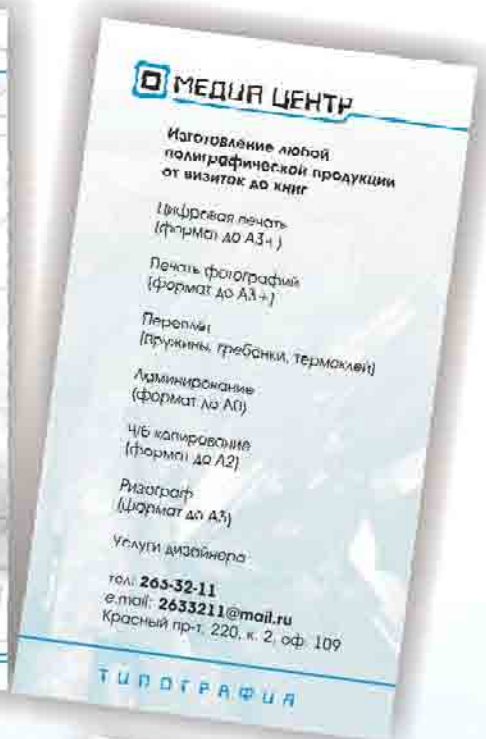 МЕДИА ЦЕНТР
Изготовление любой
полиграфической продукции
от визиток до книг
Цифровая печать
(формат до А3+)
Печать фотографий
(формат до А3+)
Переплёт
(пружины, гребёнки, термоклей)
Ламинирование
(формат до А0)
Ч/Б копирование
(формат до А2)
Ризограф
(формат до А3)
Услуги дизайнера
тел: 263-32-11
e.mail: 2633211@mail.ru
Красный пр-т, 220, к. 2, оф. 109
ТИПОГРАФИЯ